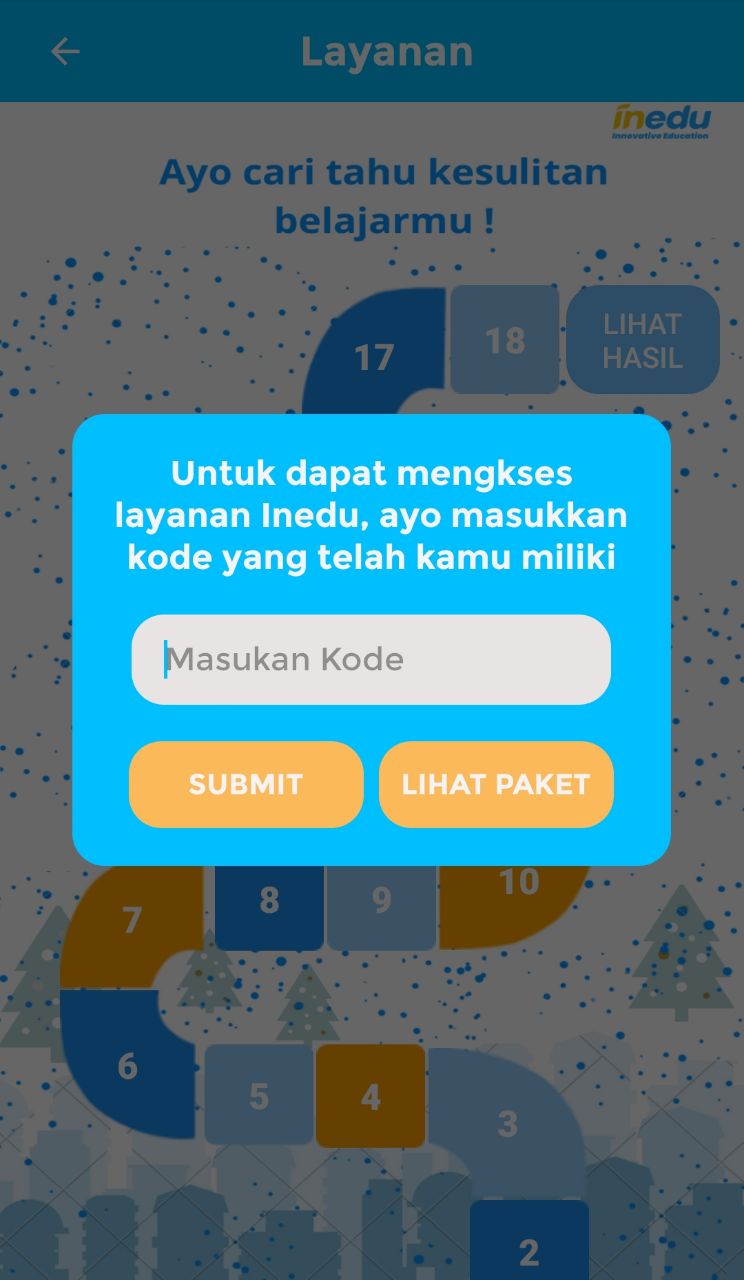 Layanan
inedu
Innovative Education
Ayo cari tahu kesulitan
belajarmu !
17
18
LIHAT
HASIL
Untuk dapat mengkses
layanan Inedu, ayo masukkan
kode yang telah kamu miliki
Masukan Kode
SUBMIT
LIHAT PAKET
7
8
9
10
6
5
4
3
2